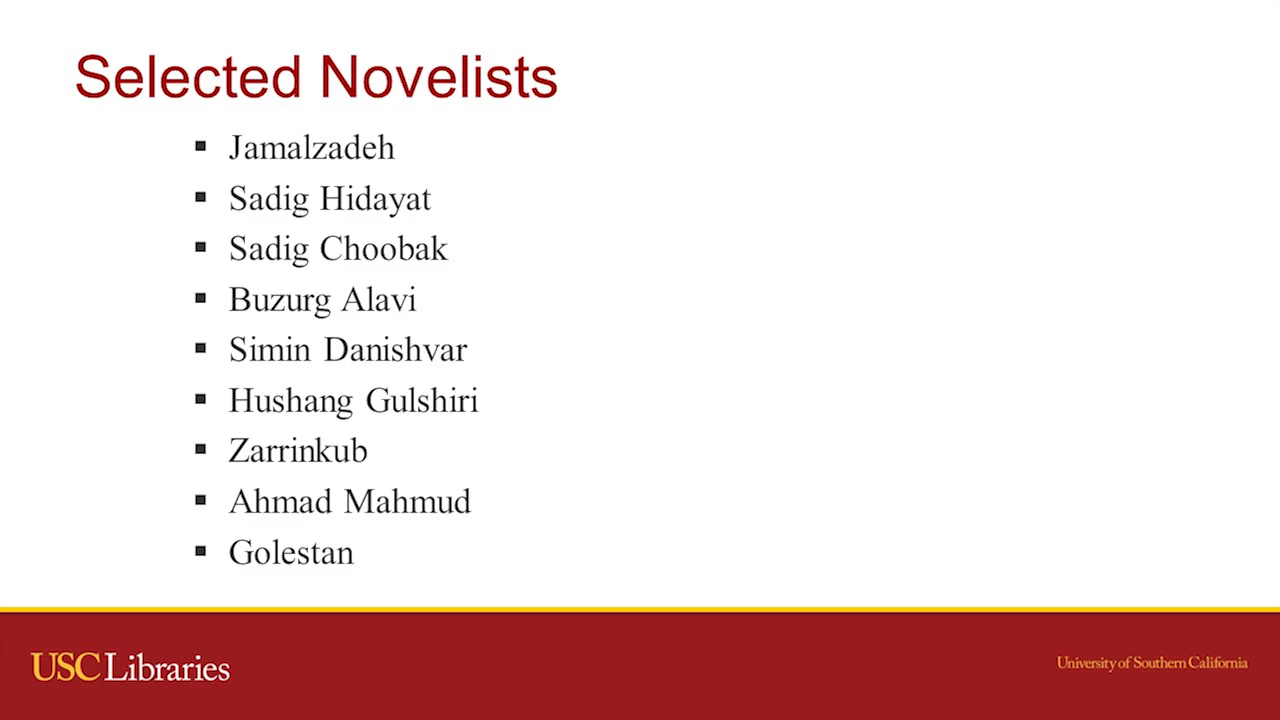 Selected Novelists
▪ Jamalzadeh
▪ Sadig Hidayat
▪ Sadig Choobak
▪ Buzurg Alavi
▪ Simin Danishvar
▪ Hushang Gulshiri
▪ Zarrinkub
▪ Ahmad Mahmud
▪ Golestan
USC Libraries
University of Southern California